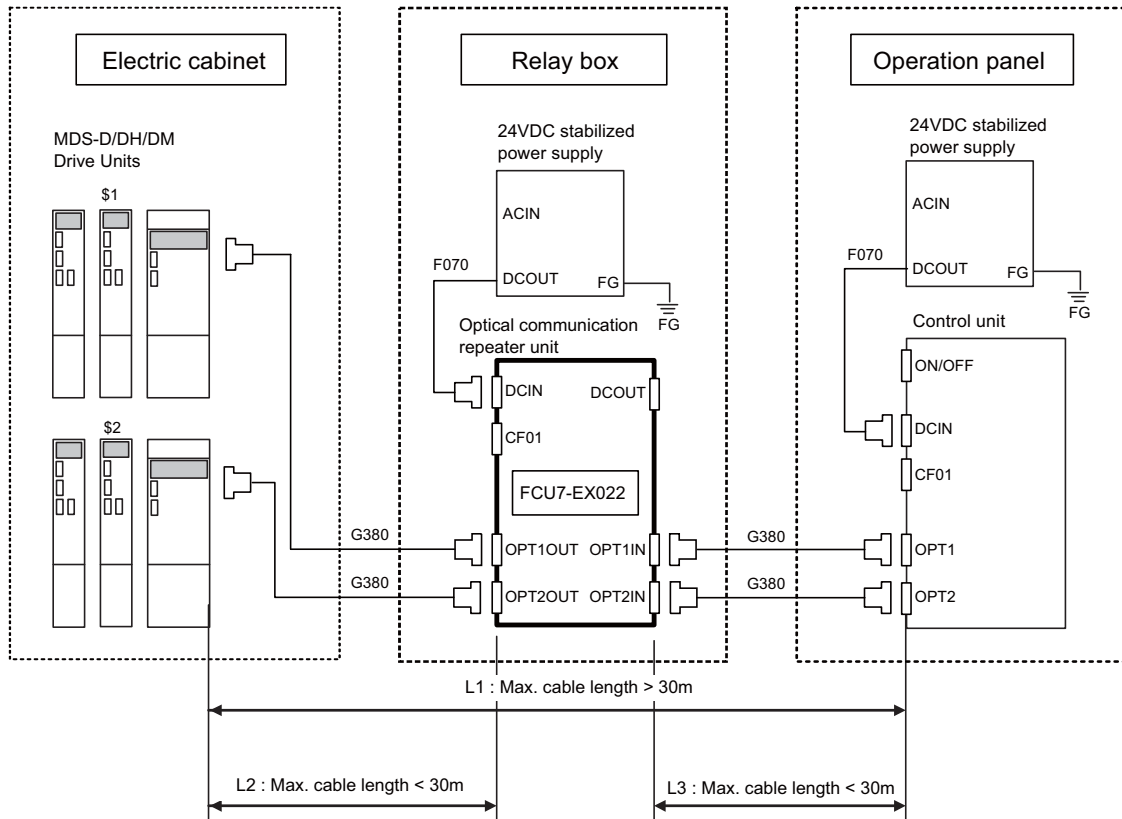 Electric cabinet
MDS-D/DH/DM
Drive Units
$1
$2
G380
G380
Relay box
24VDC stabilized
power supply
ACIN
F070
DCOUT
FG
FG
Optical communication
repeater unit
DCIN
DCOUT
CF01
FCU7-EX022
OPT1OUT
OPT1IN
OPT2OUT
OPT2IN
G380
G380
Operation panel
24VDC stabilized
power supply
ACIN
F070
DCOUT
FG
FG
Control unit
ON/OFF
DCIN
CF01
OPT1
OPT2
L1 : Max. cable length > 30m
L2 : Max. cable length < 30m
L3 : Max. cable length < 30m